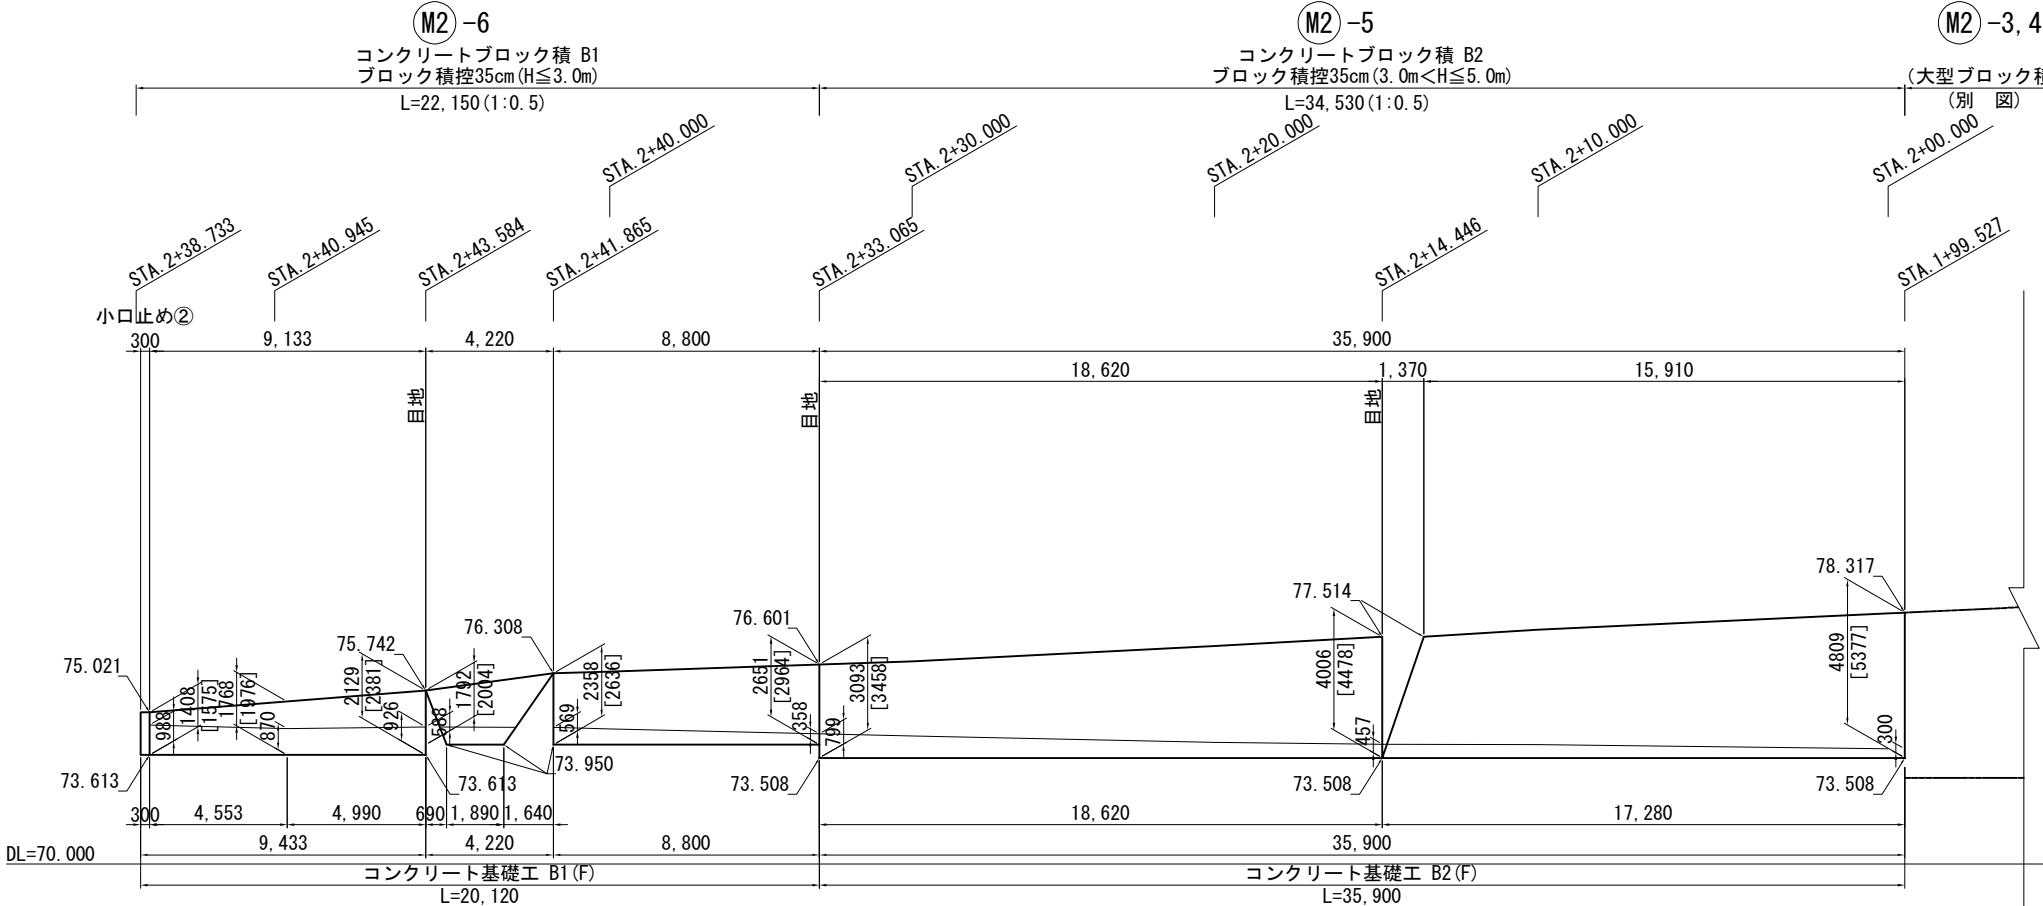 M2 -6
コンクリートブロック積 B1
ブロック積控35cm(H≦3.0m)
L=22,150(1:0.5)
M2 -5
コンクリートブロック積 B2
ブロック積控35cm(3.0m<H≦5.0m)
L=34,530(1:0.5)
M2 -3,4
(大型ブロック積
(別 図)
STA.2+40.000
STA.2+30.000
STA.2+20.000
STA.2+10.000
STA.2+00.000
STA.2+38.733
STA.2+40.945
STA.2+43.584
STA.2+41.865
STA.2+33.065
STA.2+14.446
STA.1+99.527
小口止め②
300
9,133
4,220
8,800
35,900
18,620
1,370
15,910
目地
目地
目地
75.021
75.742
76.308
76.601
77.514
78.317
988
1408
[1575]
1768
[1976]
870
2129
[2381]
926
588
1792
[2004]
569
2358
[2636]
2651
[2964]
358
799
3093
[3458]
4006
[4478]
457
4809
[5377]
300
73.613
73.613
73.950
73.508
73.508
73.508
300
4,553
4,990
690
1,890
1,640
18,620
17,280
9,433
4,220
8,800
35,900
DL=70.000
コンクリート基礎工 B1(F)
L=20,120
コンクリート基礎工 B2(F)
L=35,900